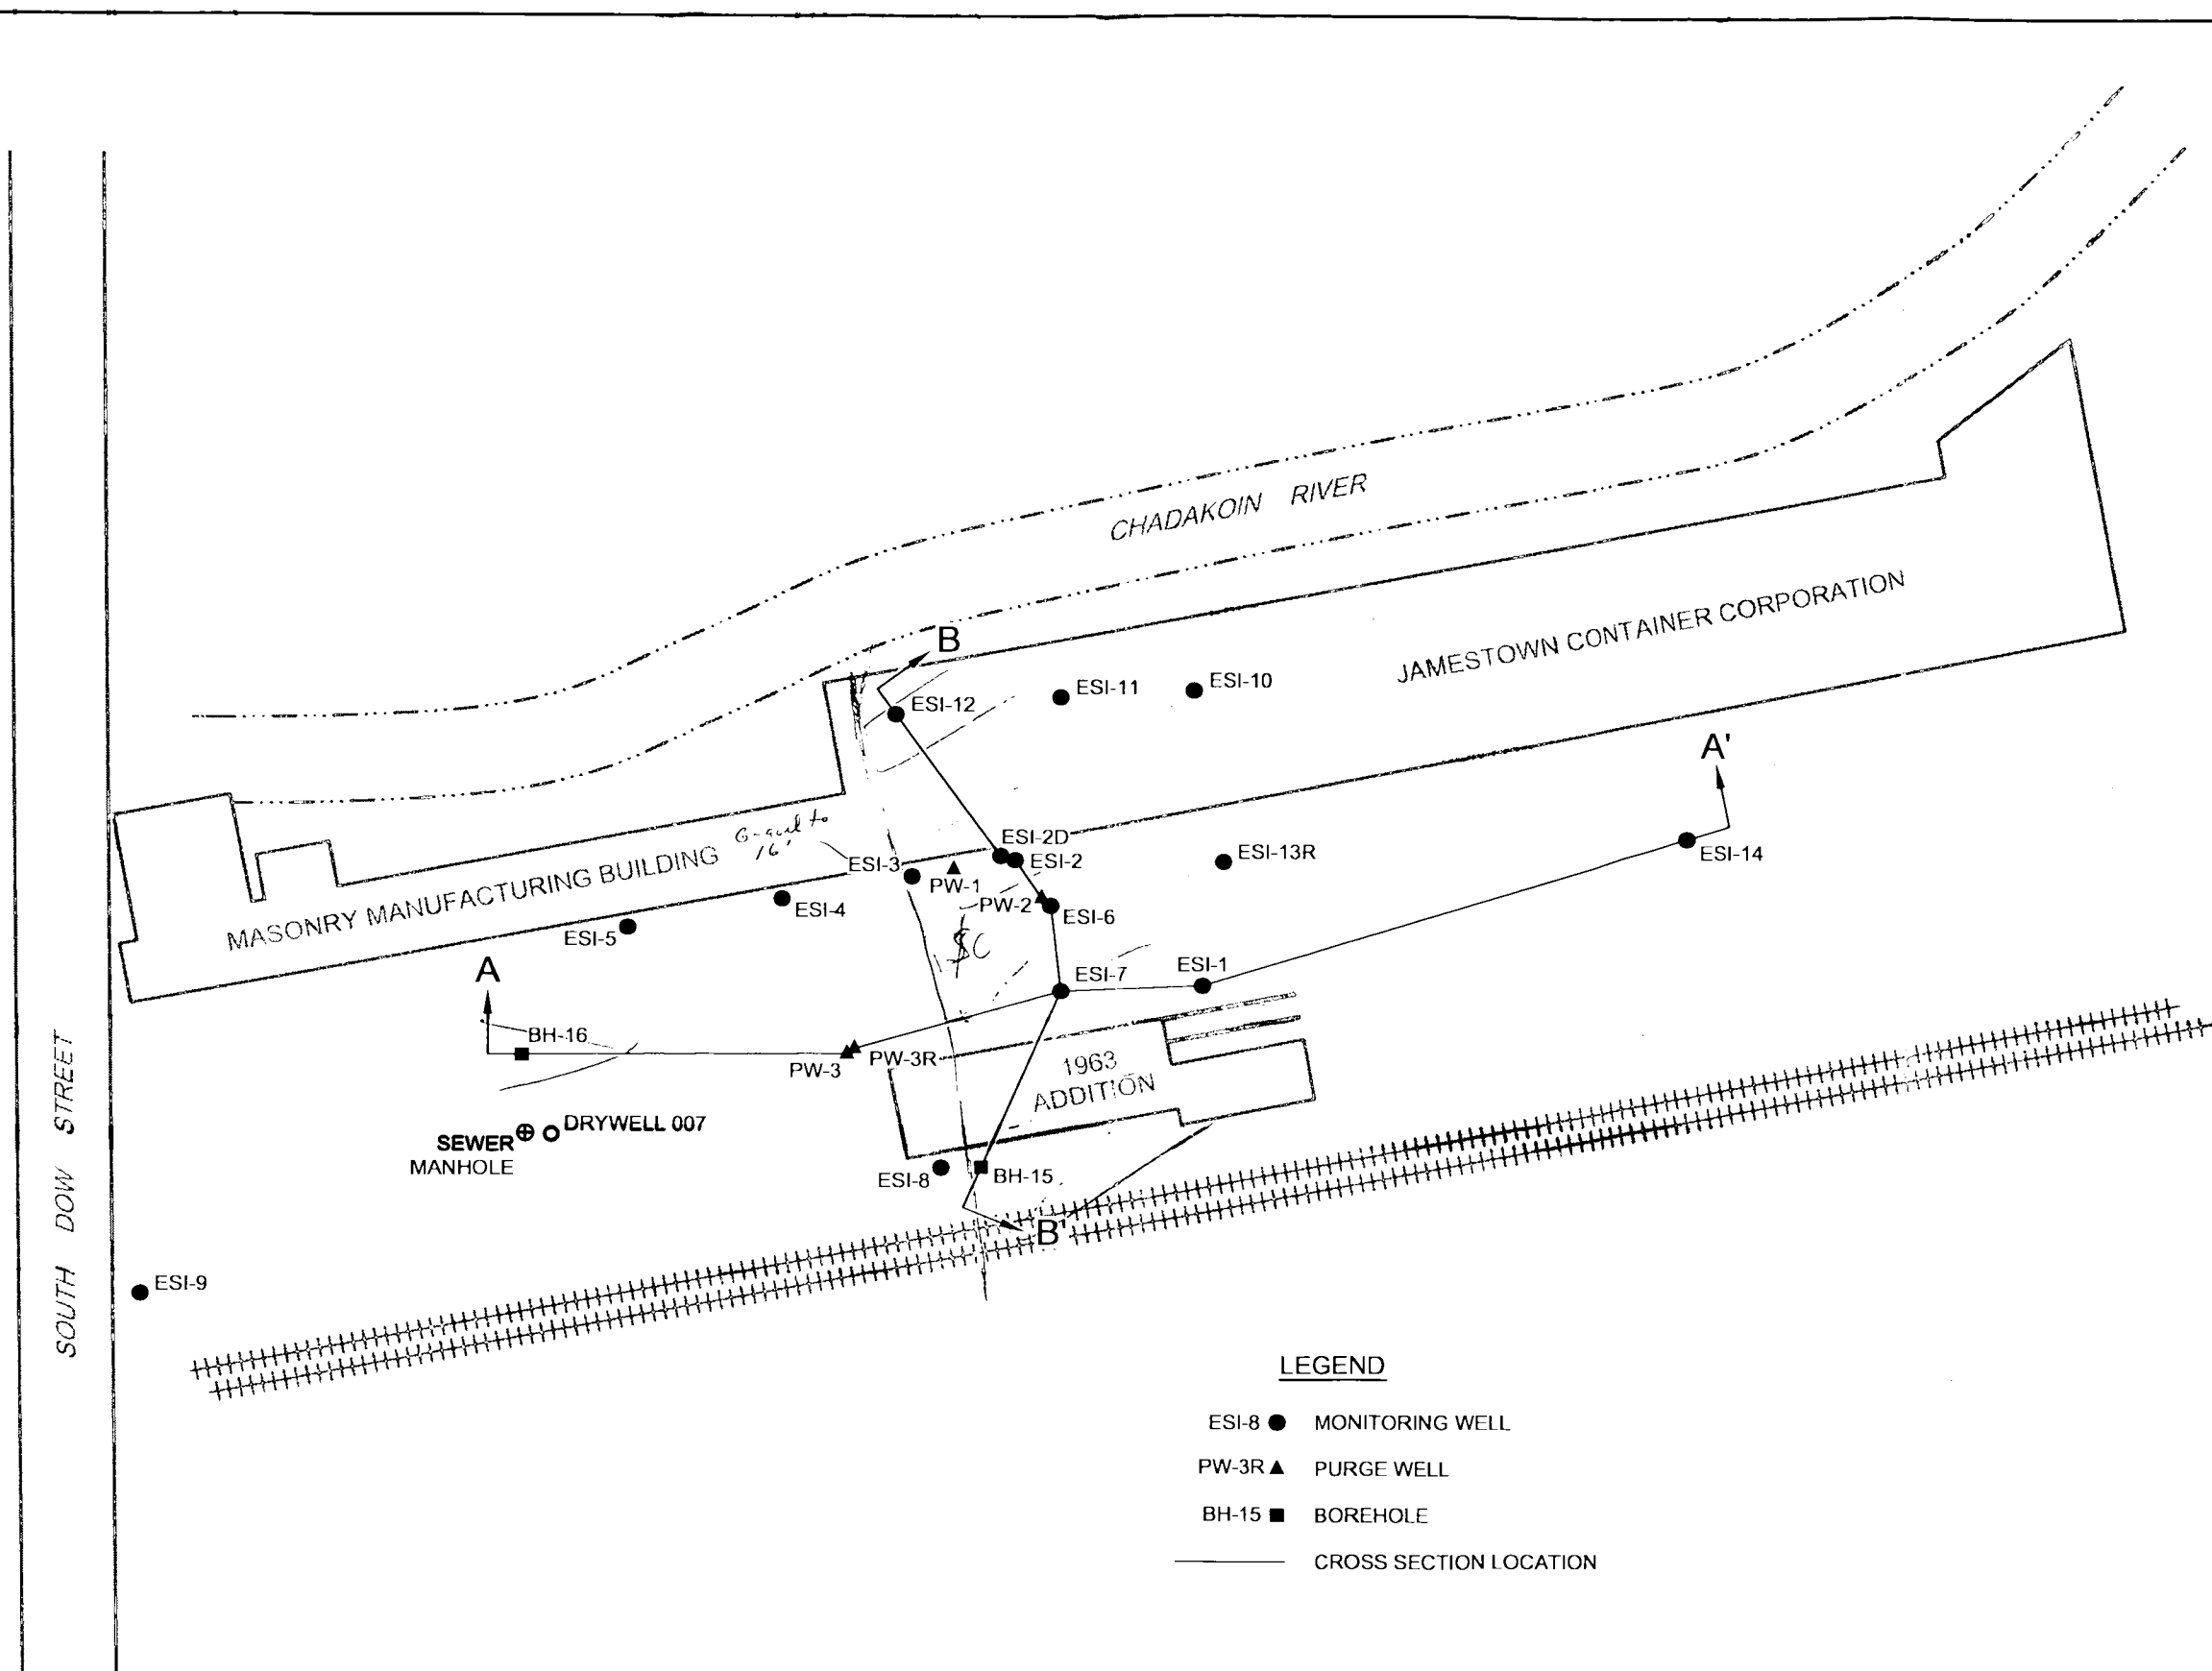 CHADAKOIN RIVER
JAMESTOWN CONTAINER CORPORATION
B
ESI-12
ESI-11
ESI-10
A'
ESI-14
MASONRY MANUFACTURING BUILDING
to
16'
ESI-3
ESI-2D
ESI-2
ESI-13R
PW-1
PW-2
ESI-4
ESI-6
ESI-5
A
ESI-7
ESI-1
BH-16
PW-3
PW-3R
1963
ADDITION
SEWER
MANHOLE
DRYWELL 007
ESI-8
BH-15
B'
SOUTH DOW STREET
ESI-9
LEGEND
ESI-8 MONITORING WELL
PW-3R PURGE WELL
BH-15 BOREHOLE
CROSS SECTION LOCATION